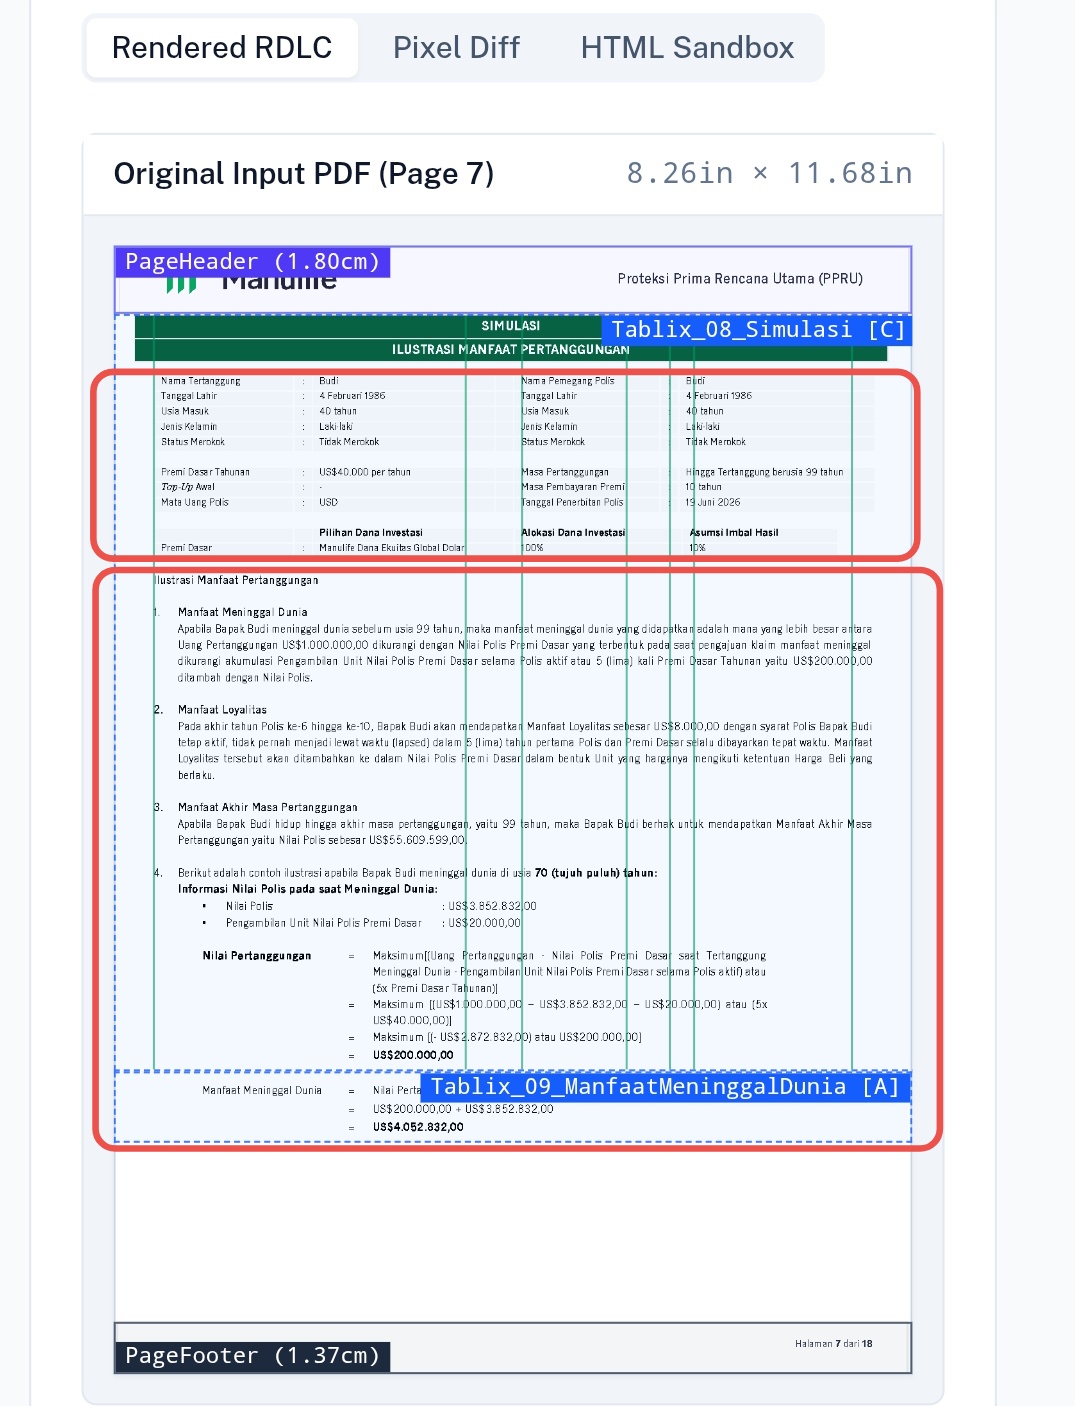 Rendered RDLC Pixel Diff HTML Sandbox
Original Input PDF (Page 7) 8.26in × 11.68in
PageHeader (1.80cm)
Manulife Proteksi Prima Rencana Utama (PPRU)
SIMULASI Tablix_08_Simulasi [C]
ILUSTRASI MANFAAT PERTANGGUNGAN
Nama Tertanggung : Budi Nama Pemegang Polis : Budi
Tanggal Lahir : 4 Februari 1986 Tanggal Lahir : 4 Februari 1986
Usia Masuk : 40 tahun Usia Masuk : 40 tahun
Jenis Kelamin : Laki-laki Jenis Kelamin : Laki-laki
Status Merokok : Tidak Merokok Status Merokok : Tidak Merokok
Premi Dasar Tahunan : US$40.000 per tahun Masa Pertanggungan : Hingga Tertanggung berusia 99 tahun
Top-Up Awal : - Masa Pembayaran Premi : 10 tahun
Mata Uang Polis : USD Tanggal Penerbitan Polis : 19 Juni 2026
Pilihan Dana Investasi Alokasi Dana Investasi Asumsi Imbal Hasil
Premi Dasar : Manulife Dana Ekuitas Global Dolar 100% 10%
Ilustrasi Manfaat Pertanggungan
1. Manfaat Meninggal Dunia
Apabila Bapak Budi meninggal dunia sebelum usia 99 tahun, maka manfaat meninggal dunia yang didapatkan adalah mana yang lebih besar antara
Uang Pertanggungan US$1.000.000,00 dikurangi dengan Nilai Polis Premi Dasar yang terbentuk pada saat pengajuan klaim manfaat meninggal
dikurangi akumulasi Pengambilan Unit Nilai Polis Premi Dasar selama Polis aktif atau 5 (lima) kali Premi Dasar Tahunan yaitu US$200.000,00
ditambah dengan Nilai Polis.
2. Manfaat Loyalitas
Pada akhir tahun Polis ke-6 hingga ke-10, Bapak Budi akan mendapatkan Manfaat Loyalitas sebesar US$8.000,00 dengan syarat Polis Bapak Budi
tetap aktif, tidak pernah menjadi lewat waktu (lapsed) dalam 5 (lima) tahun pertama Polis dan Premi Dasar selalu dibayarkan tepat waktu. Manfaat
Loyalitas tersebut akan ditambahkan ke dalam Nilai Polis Premi Dasar dalam bentuk Unit yang harganya mengikuti ketentuan Harga Beli yang
berlaku.
3. Manfaat Akhir Masa Pertanggungan
Apabila Bapak Budi hidup hingga akhir masa pertanggungan, yaitu 99 tahun, maka Bapak Budi berhak untuk mendapatkan Manfaat Akhir Masa
Pertanggungan yaitu Nilai Polis sebesar US$55.609.599,00.
4. Berikut adalah contoh ilustrasi apabila Bapak Budi meninggal dunia di usia 70 (tujuh puluh) tahun:
Informasi Nilai Polis pada saat Meninggal Dunia:
• Nilai Polis : US$3.852.832,00
• Pengambilan Unit Nilai Polis Premi Dasar : US$20.000,00
Nilai Pertanggungan = Maksimum[(Uang Pertanggungan - Nilai Polis Premi Dasar saat Tertanggung
Meninggal Dunia - Pengambilan Unit Nilai Polis Premi Dasar selama Polis aktif) atau
(5x Premi Dasar Tahunan)]
= Maksimum [(US$1.000.000,00 – US$3.852.832,00 – US$20.000,00) atau (5x
US$40.000,00)]
= Maksimum [(- US$2.872.832,00) atau US$200.000,00]
= US$200.000,00
Manfaat Meninggal Dunia = Nilai Tablix_09_ManfaatMeninggalDunia [A]
= US$200.000,00 + US$3.852.832,00
= US$4.052.832,00
Halaman 7 dari 18
PageFooter (1.37cm)